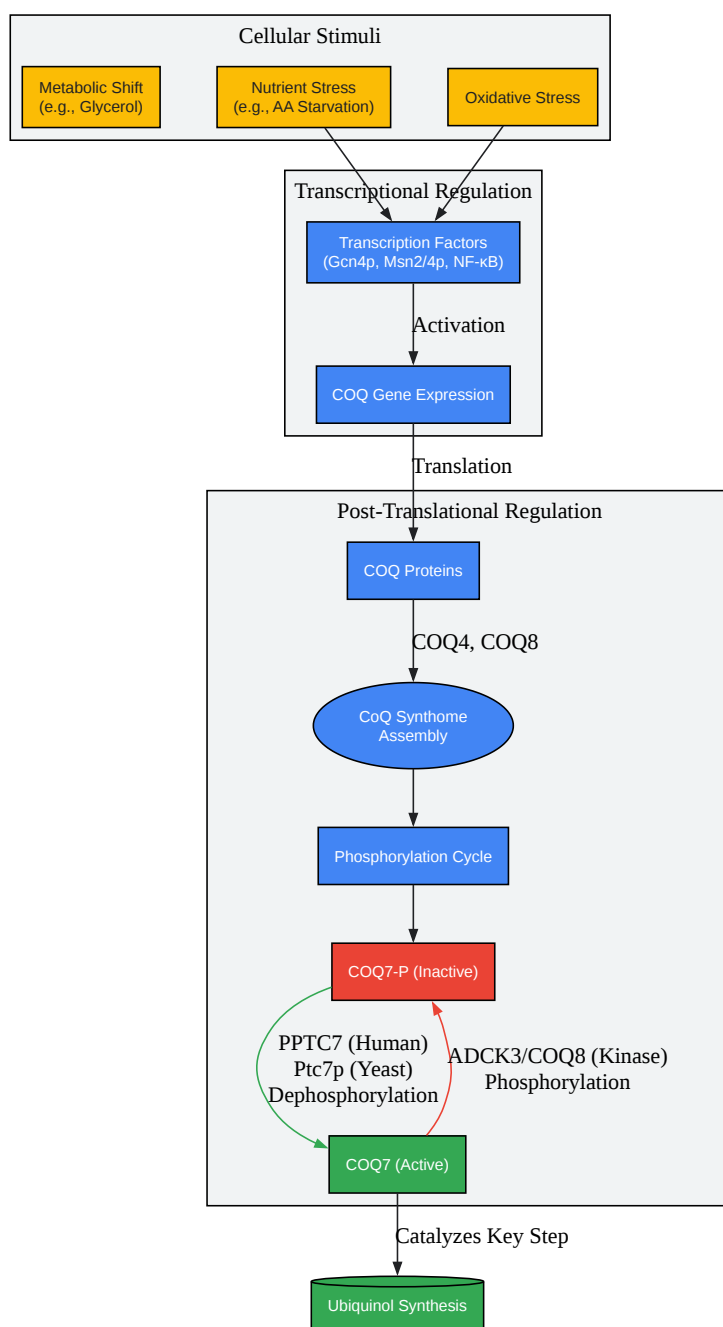 Cellular Stimuli
Metabolic Shift
(e.g., Glycerol)
Nutrient Stress
(e.g., AA Starvation)
Oxidative Stress
Transcriptional Regulation
Transcription Factors
(Gcn4p, Msn2/4p, NF-κB)
Activation
COQ Gene Expression
Translation
Post-Translational Regulation
COQ Proteins
COQ4, COQ8
CoQ Synthome
Assembly
Phosphorylation Cycle
COQ7-P (Inactive)
PPTC7 (Human)
Ptc7p (Yeast)
Dephosphorylation
ADCK3/COQ8 (Kinase)
Phosphorylation
COQ7 (Active)
Catalyzes Key Step
Ubiquinol Synthesis